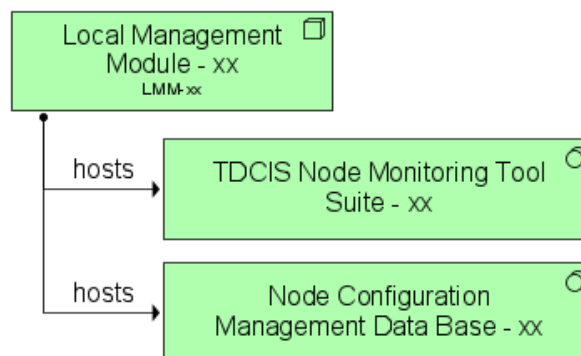 Local Management
Module - xx
LMM-xx
hosts
TDCIS Node Monitoring Tool
Suite - xx
hosts
Node Configuration
Management Data Base - xx